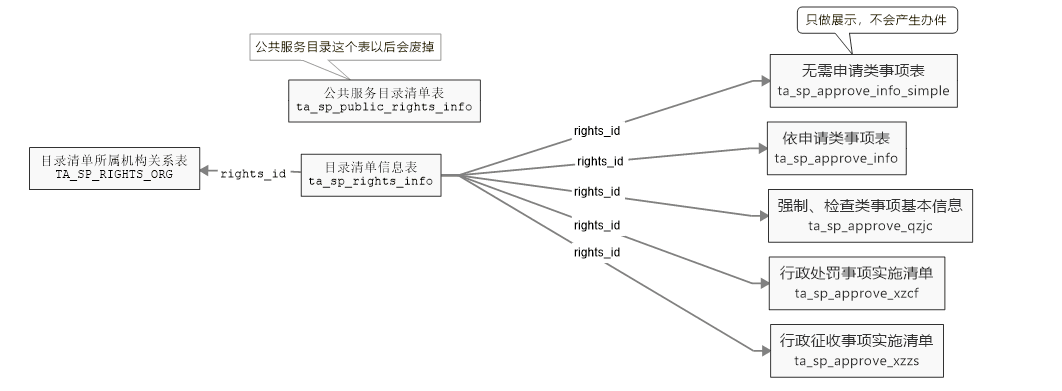 只做展示，不会产生办件
公共服务目录这个表以后会废掉
无需申请类事项表
ta_sp_approve_info_simple
公共服务目录清单表
ta_sp_public_rights_info
rights_id
依申请类事项表
ta_sp_approve_info
rights_id
目录清单所属机构关系表
TA_SP_RIGHTS_ORG
rights_id
目录清单信息表
ta_sp_rights_info
rights_id
强制、检查类事项基本信息
ta_sp_approve_qzjc
rights_id
行政处罚事项实施清单
ta_sp_approve_xzcf
rights_id
行政征收事项实施清单
ta_sp_approve_xzzs